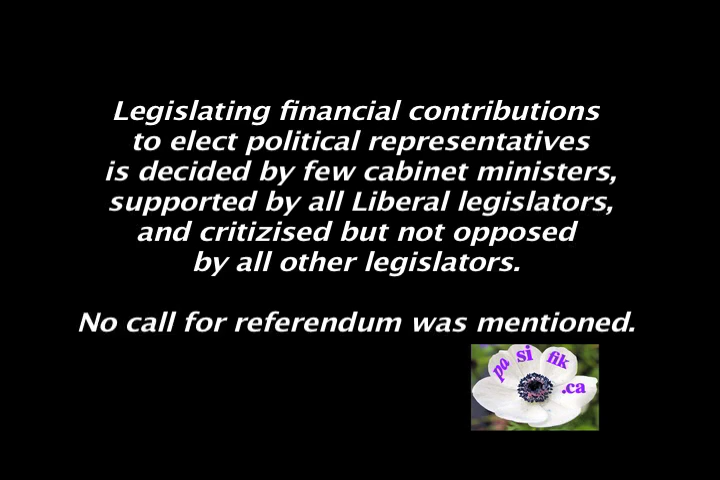 Legislating financial contributions
to elect political representatives
is decided by few cabinet ministers,
supported by all Liberal legislators,
and critizised but not opposed
by all other legislators.
No call for referendum was mentioned.
pa si fik
.ca